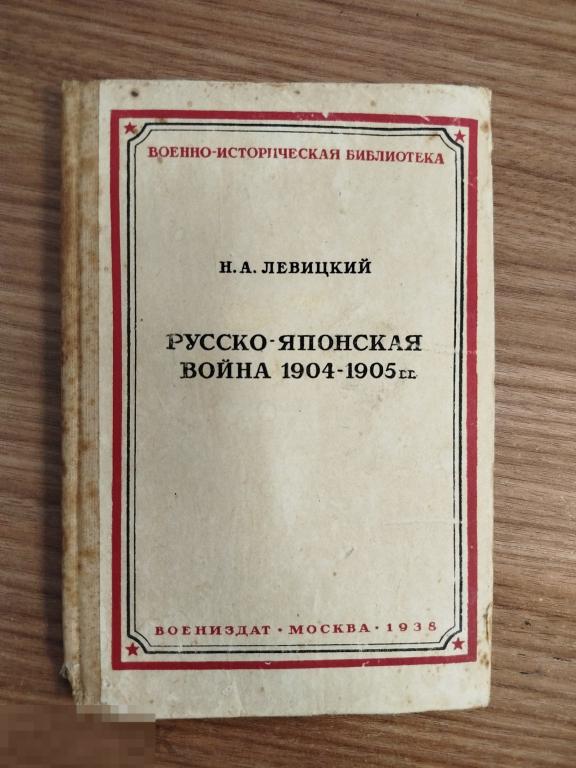 ВОЕННО-ИСТОРИЧЕСКАЯ БИБЛИОТЕКА
Н. А. ЛЕВИЦКИЙ
РУССКО-ЯПОНСКАЯ
ВОЙНА 1904-1905 гг.
ВОЕНИЗДАТ • МОСКВА • 1938